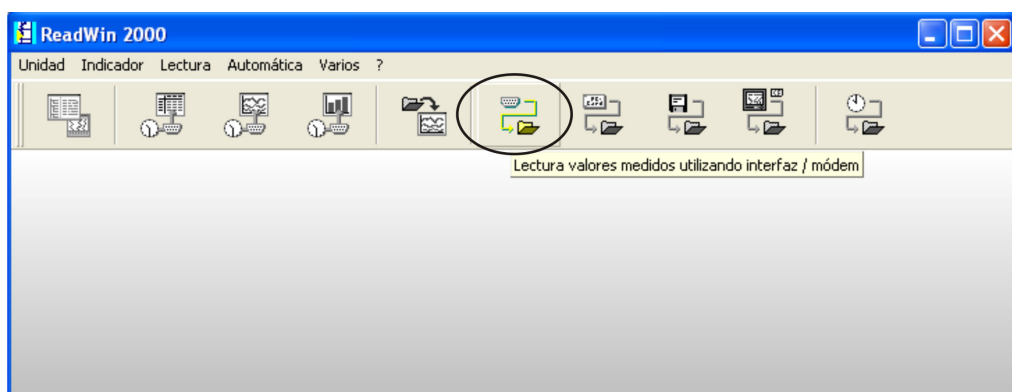 ReadWin 2000
Unidad Indicador Lectura Automática Varios ?
Lectura valores medidos utilizando interfaz / módem